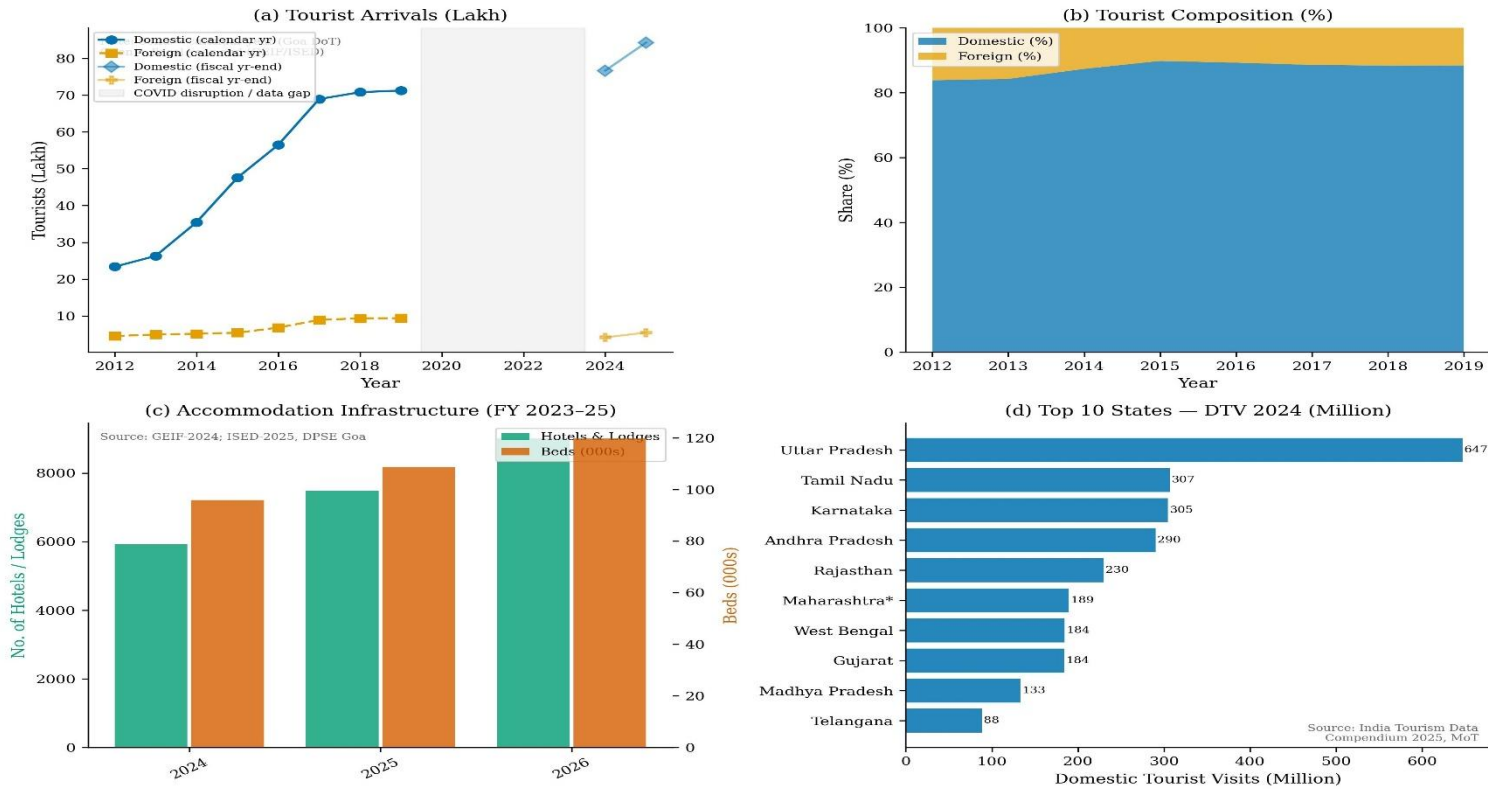 (a) Tourist Arrivals (Lakh)
Domestic (calendar yr)
Foreign (calendar yr)
Domestic (fiscal yr-end)
Foreign (fiscal yr-end)
COVID disruption / data gap
(Goa DoT)
Tourists (Lakh)
80
70
60
50
40
30
20
10
2012 2014 2016 2018 2020 2022 2024
Year
(b) Tourist Composition (%)
Domestic (%)
Foreign (%)
Share (%)
100
80
60
40
20
0
2012 2013 2014 2015 2016 2017 2018 2019
Year
(c) Accommodation Infrastructure (FY 2023–25)
Source: GEIF-2024; ISED-2025, DPSE Goa
Hotels & Lodges
Beds (000s)
No. of Hotels / Lodges
8000
6000
4000
2000
0
120
100
80
60
40
20
0
Beds (000s)
2024 2025 2026
(d) Top 10 States — DTV 2024 (Million)
Uttar Pradesh 647
Tamil Nadu 307
Karnataka 305
Andhra Pradesh 290
Rajasthan 230
Maharashtra* 189
West Bengal 184
Gujarat 184
Madhya Pradesh 133
Telangana 88
Source: India Tourism Data
Compendium 2025, MoT
0 100 200 300 400 500 600
Domestic Tourist Visits (Million)